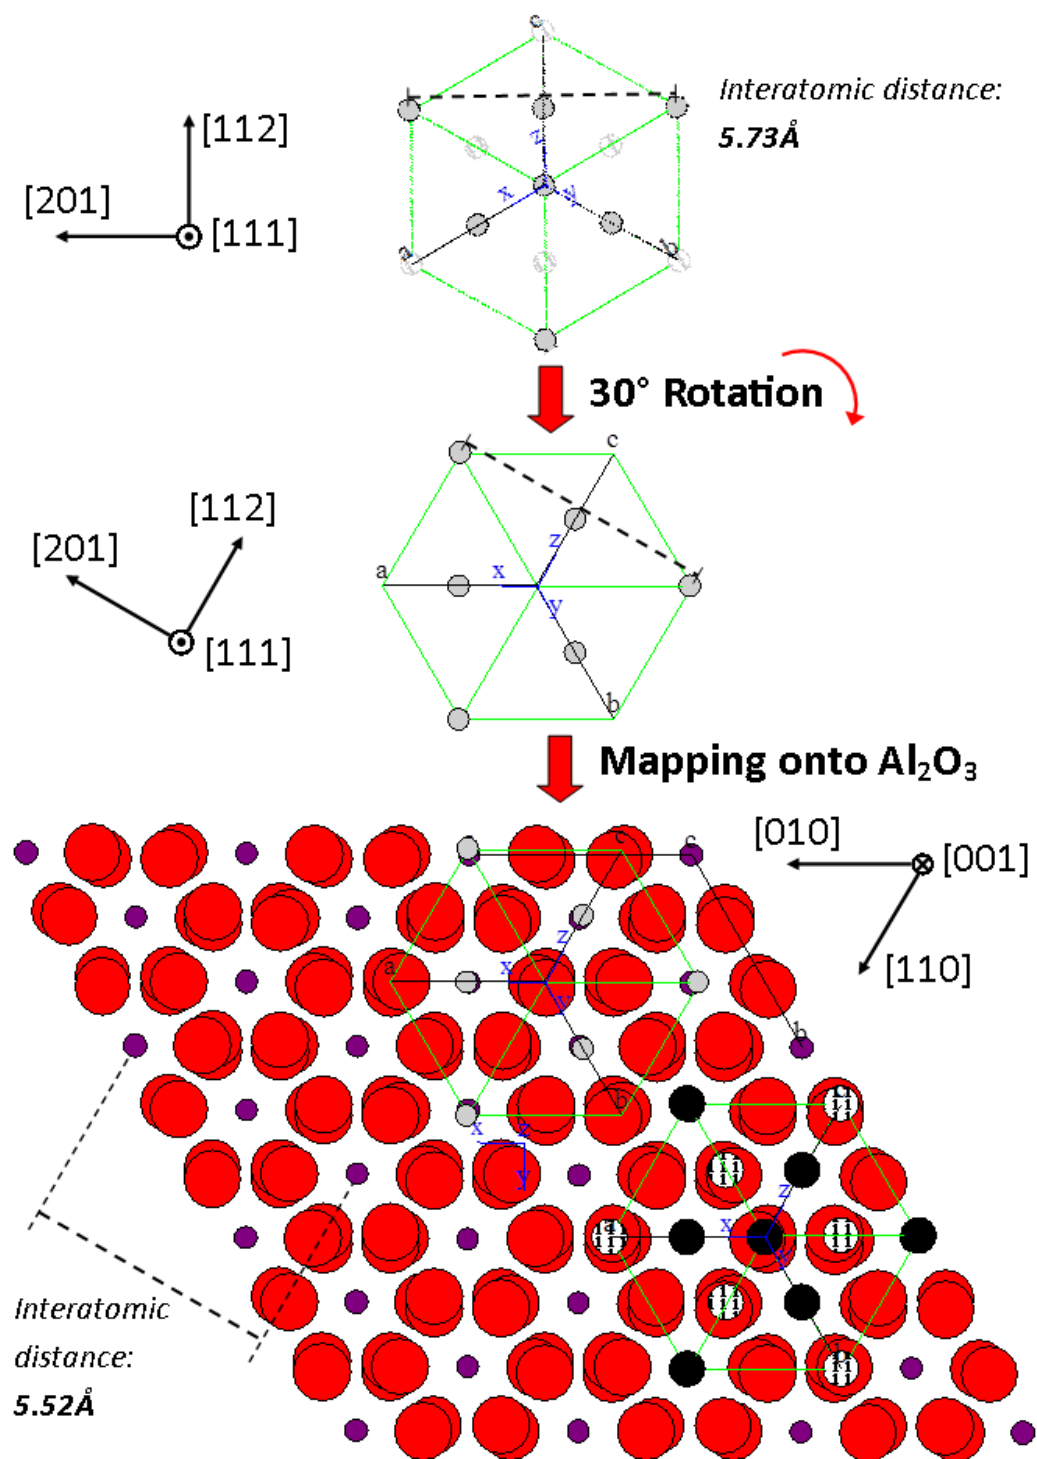 c
Interatomic distance:
5.73Å
[112]
z
[201]
x
y
[111]
a
b
30° Rotation
c
[112]
z
[201]
a
x
y
[111]
b
Mapping onto Al₂O₃
c
c
[010]
[001]
z
a
x
y
[110]
b
b
x
z
y
z
a
x
Interatomic
distance:
5.52Å